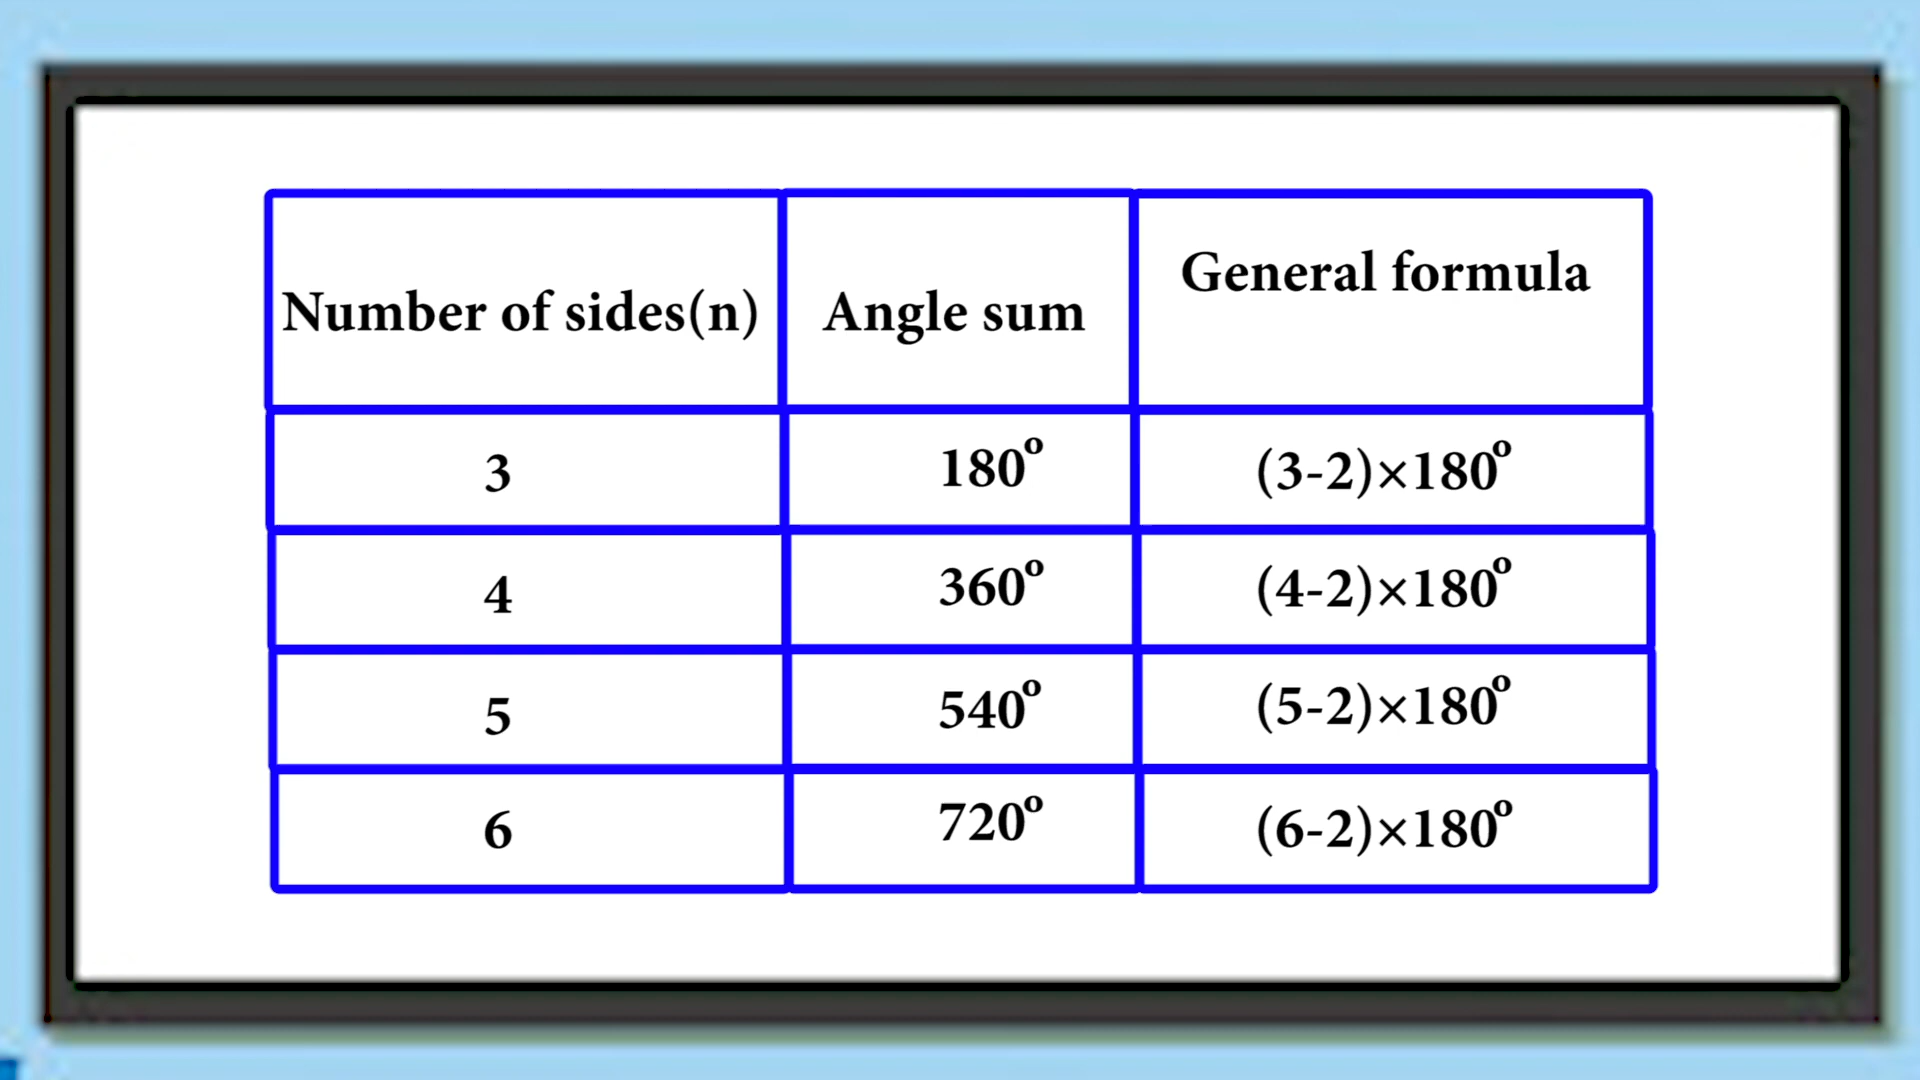 Number of sides(n) Angle sum General formula
3 180° (3-2)×180°
4 360° (4-2)×180°
5 540° (5-2)×180°
6 720° (6-2)×180°